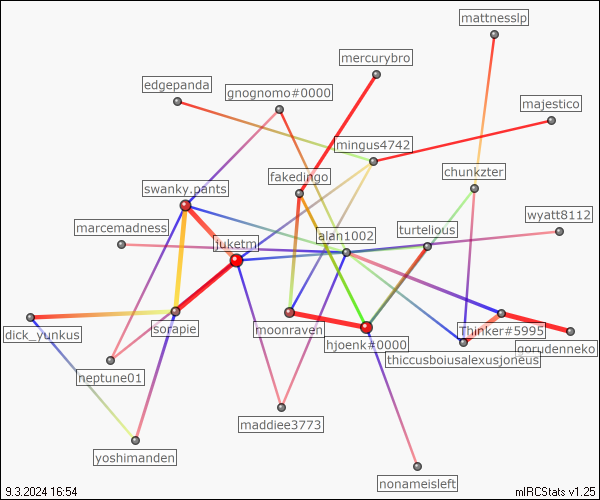 mattnesslp
mercurybro
edgepanda
gnognomo#0000
majestico
mingus4742
chunkzter
fakedingo
swanky.pants
wyatt8112
marcemadness
turtelious
alan1002
juketm
Thinker#5995
sorapie
moonraven
dick_yunkus
hjoenk#0000
gorydenneko
thiccusboiusalexusjoneus
neptune01
maddiee3773
yoshimanden
nonameisleft
9.3.2024 16:54
mIRCStats v1.25